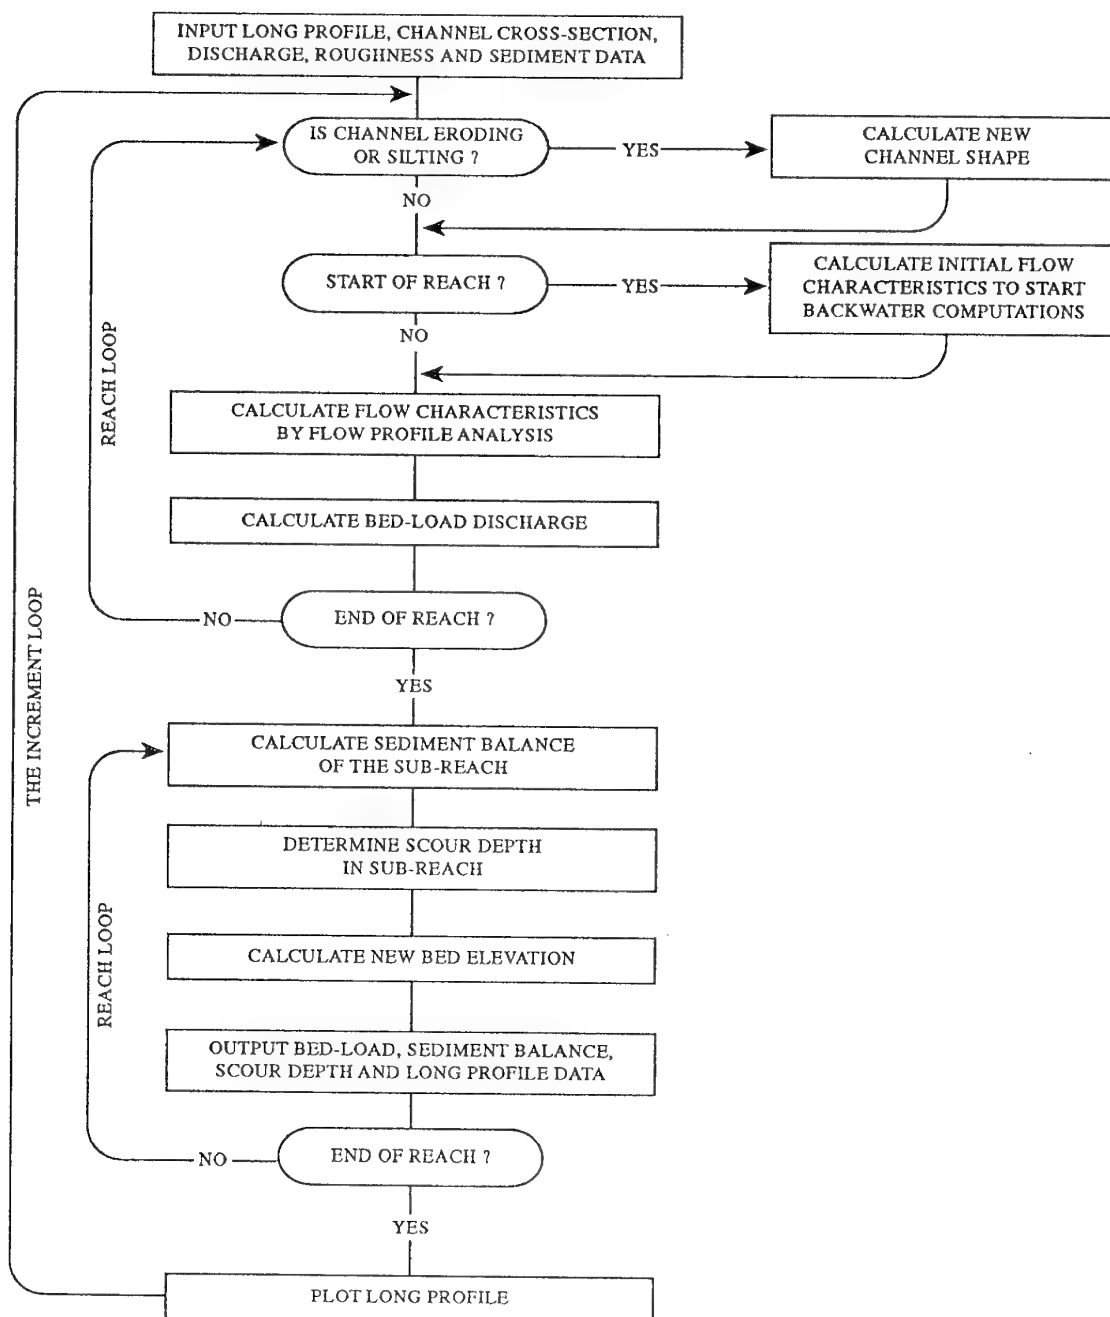 INPUT LONG PROFILE, CHANNEL CROSS-SECTION,
DISCHARGE, ROUGHNESS AND SEDIMENT DATA
IS CHANNEL ERODING
OR SILTING ?
YES
CALCULATE NEW
CHANNEL SHAPE
NO
START OF REACH ?
YES
CALCULATE INITIAL FLOW
CHARACTERISTICS TO START
BACKWATER COMPUTATIONS
NO
REACH LOOP
CALCULATE FLOW CHARACTERISTICS
BY FLOW PROFILE ANALYSIS
CALCULATE BED-LOAD DISCHARGE
END OF REACH ?
NO
YES
THE INCREMENT LOOP
CALCULATE SEDIMENT BALANCE
OF THE SUB-REACH
DETERMINE SCOUR DEPTH
IN SUB-REACH
REACH LOOP
CALCULATE NEW BED ELEVATION
OUTPUT BED-LOAD, SEDIMENT BALANCE,
SCOUR DEPTH AND LONG PROFILE DATA
END OF REACH ?
NO
YES
PLOT LONG PROFILE